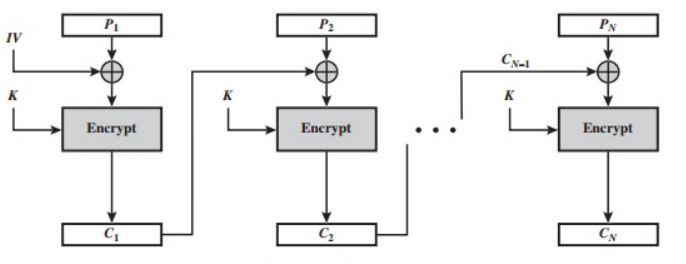 P1 P2 PN
IV
CN–1
K K K
Encrypt Encrypt Encrypt
C1 C2 CN